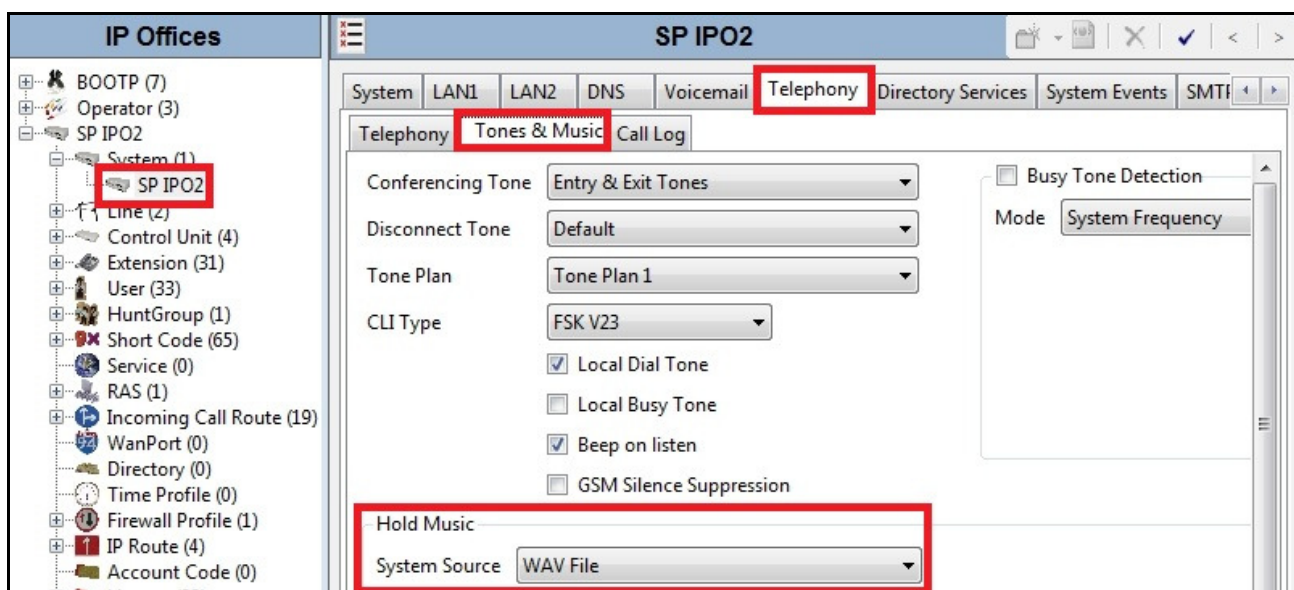 IP Offices
BOOTP (7)
Operator (3)
SP IPO2
System (1)
SP IPO2
Line (2)
Control Unit (4)
Extension (31)
User (33)
HuntGroup (1)
Short Code (65)
Service (0)
RAS (1)
Incoming Call Route (19)
WanPort (0)
Directory (0)
Time Profile (0)
Firewall Profile (1)
IP Route (4)
Account Code (0)
SP IPO2
System LAN1 LAN2 DNS Voicemail Telephony Directory Services System Events
Telephony Tones & Music Call Log
Conferencing Tone Entry & Exit Tones
Disconnect Tone Default
Tone Plan Tone Plan 1
CLI Type FSK V23
Local Dial Tone
Local Busy Tone
Beep on listen
GSM Silence Suppression
Busy Tone Detection
Mode System Frequency
Hold Music
System Source WAV File